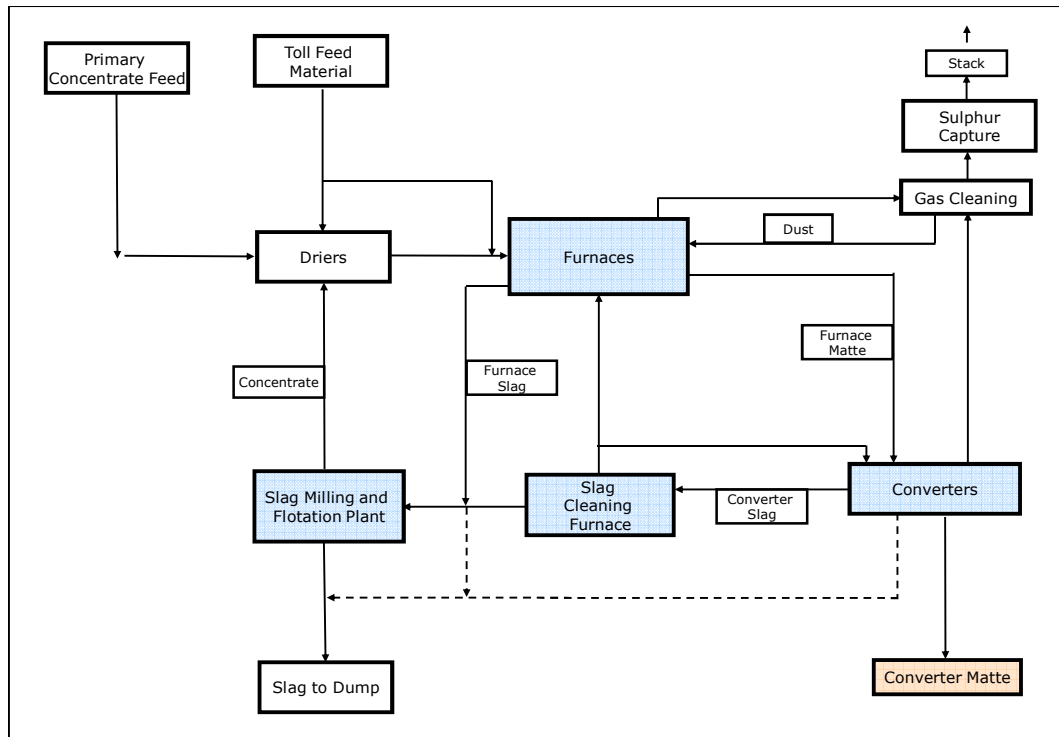 Primary
Concentrate Feed
Toll Feed
Material
Stack
Sulphur
Capture
Gas Cleaning
Dust
Driers
Furnaces
Furnace
Matte
Concentrate
Furnace
Slag
Slag Milling and
Flotation Plant
Slag
Cleaning
Furnace
Converter
Slag
Converters
Slag to Dump
Converter Matte